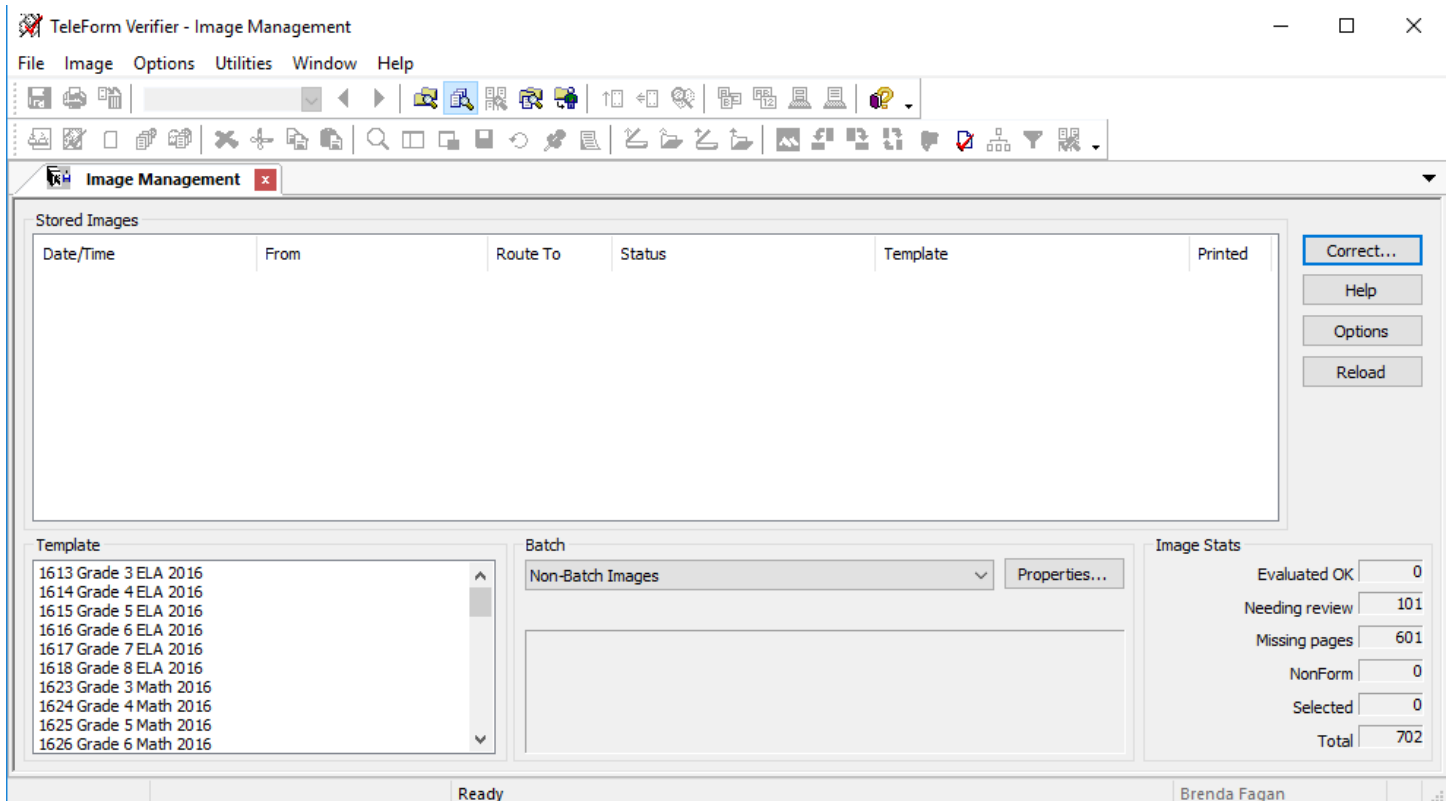 TeleForm Verifier - Image Management
File Image Options Utilities Window Help
Image Management x
Stored Images
Date/Time From Route To Status Template Printed
Correct...
Help
Options
Reload
Template
1613 Grade 3 ELA 2016
1614 Grade 4 ELA 2016
1615 Grade 5 ELA 2016
1616 Grade 6 ELA 2016
1617 Grade 7 ELA 2016
1618 Grade 8 ELA 2016
1623 Grade 3 Math 2016
1624 Grade 4 Math 2016
1625 Grade 5 Math 2016
1626 Grade 6 Math 2016
Batch
Non-Batch Images Properties...
Image Stats
Evaluated OK 0
Needing review 101
Missing pages 601
NonForm 0
Selected 0
Total 702
Ready Brenda Fagan